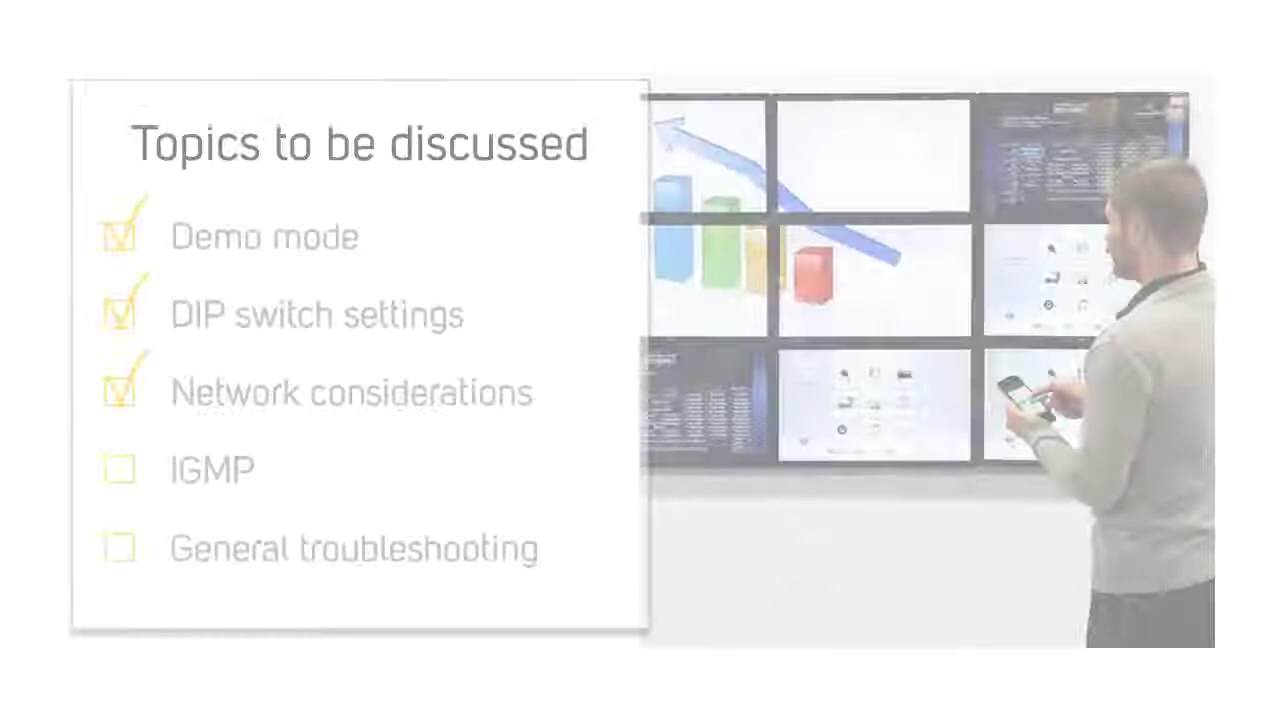 Topics to be discussed
Demo mode
DIP switch settings
Network considerations
IGMP
General troubleshooting